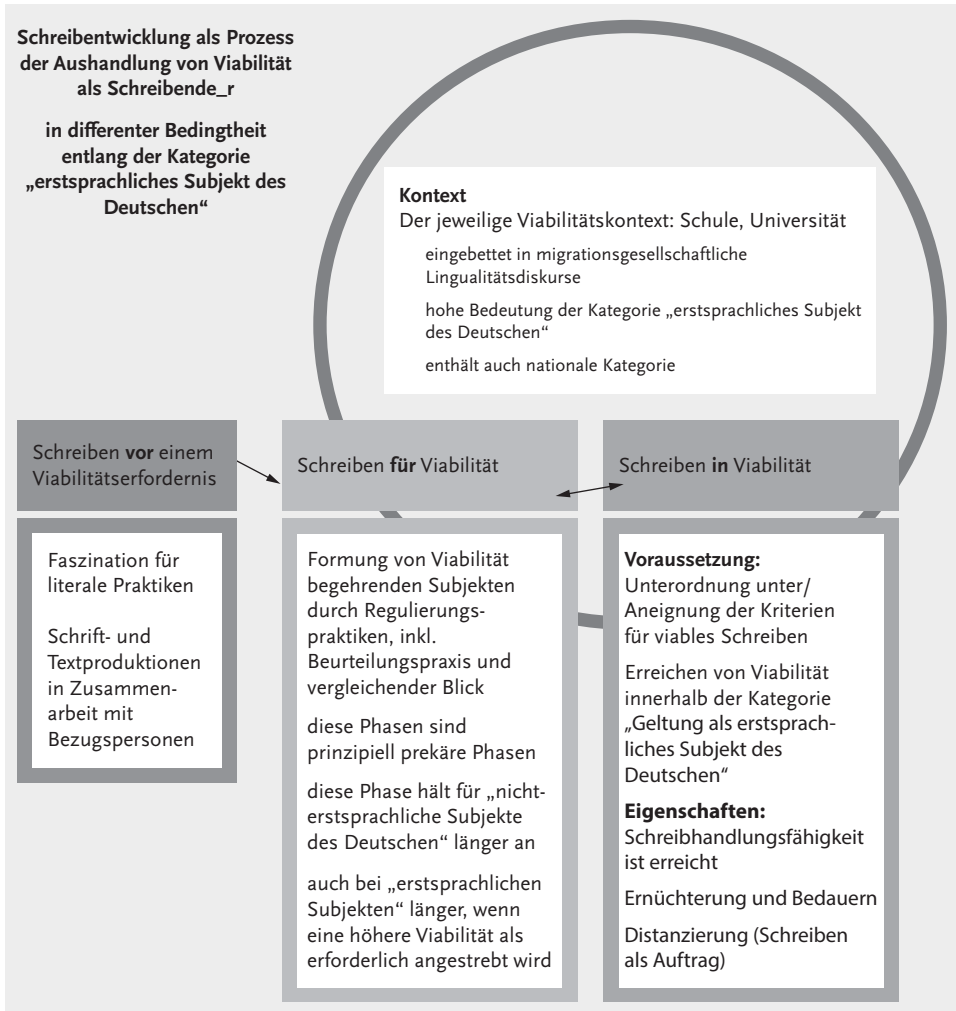 Schreibentwicklung als Prozess
der Aushandlung von Viabilität
als Schreibende_r
in differenter Bedingtheit
entlang der Kategorie
„erstsprachliches Subjekt des
Deutschen“
Kontext
Der jeweilige Viabilitätskontext: Schule, Universität
eingebettet in migrationsgesellschaftliche
Lingualitätsdiskurse
hohe Bedeutung der Kategorie „erstsprachliches Subjekt
des Deutschen“
enthält auch nationale Kategorie
Schreiben vor einem
Viabilitätserfordernis
Faszination für
literale Praktiken
Schrift- und
Textproduktionen
in Zusammen-
arbeit mit
Bezugspersonen
Schreiben für Viabilität
Formung von Viabilität
begehrenden Subjekten
durch Regulierungs-
praktiken, inkl.
Beurteilungspraxis und
vergleichender Blick
diese Phasen sind
prinzipiell prekäre Phasen
diese Phase hält für „nicht-
erstsprachliche Subjekte
des Deutschen“ länger an
auch bei „erstsprachlichen
Subjekten“ länger, wenn
eine höhere Viabilität als
erforderlich angestrebt wird
Schreiben in Viabilität
Voraussetzung:
Unterordnung unter/
Aneignung der Kriterien
für viables Schreiben
Erreichen von Viabilität
innerhalb der Kategorie
„Geltung als erstsprach-
liches Subjekt des
Deutschen“
Eigenschaften:
Schreibhandlungsfähigkeit
ist erreicht
Ernüchterung und Bedauern
Distanzierung (Schreiben
als Auftrag)